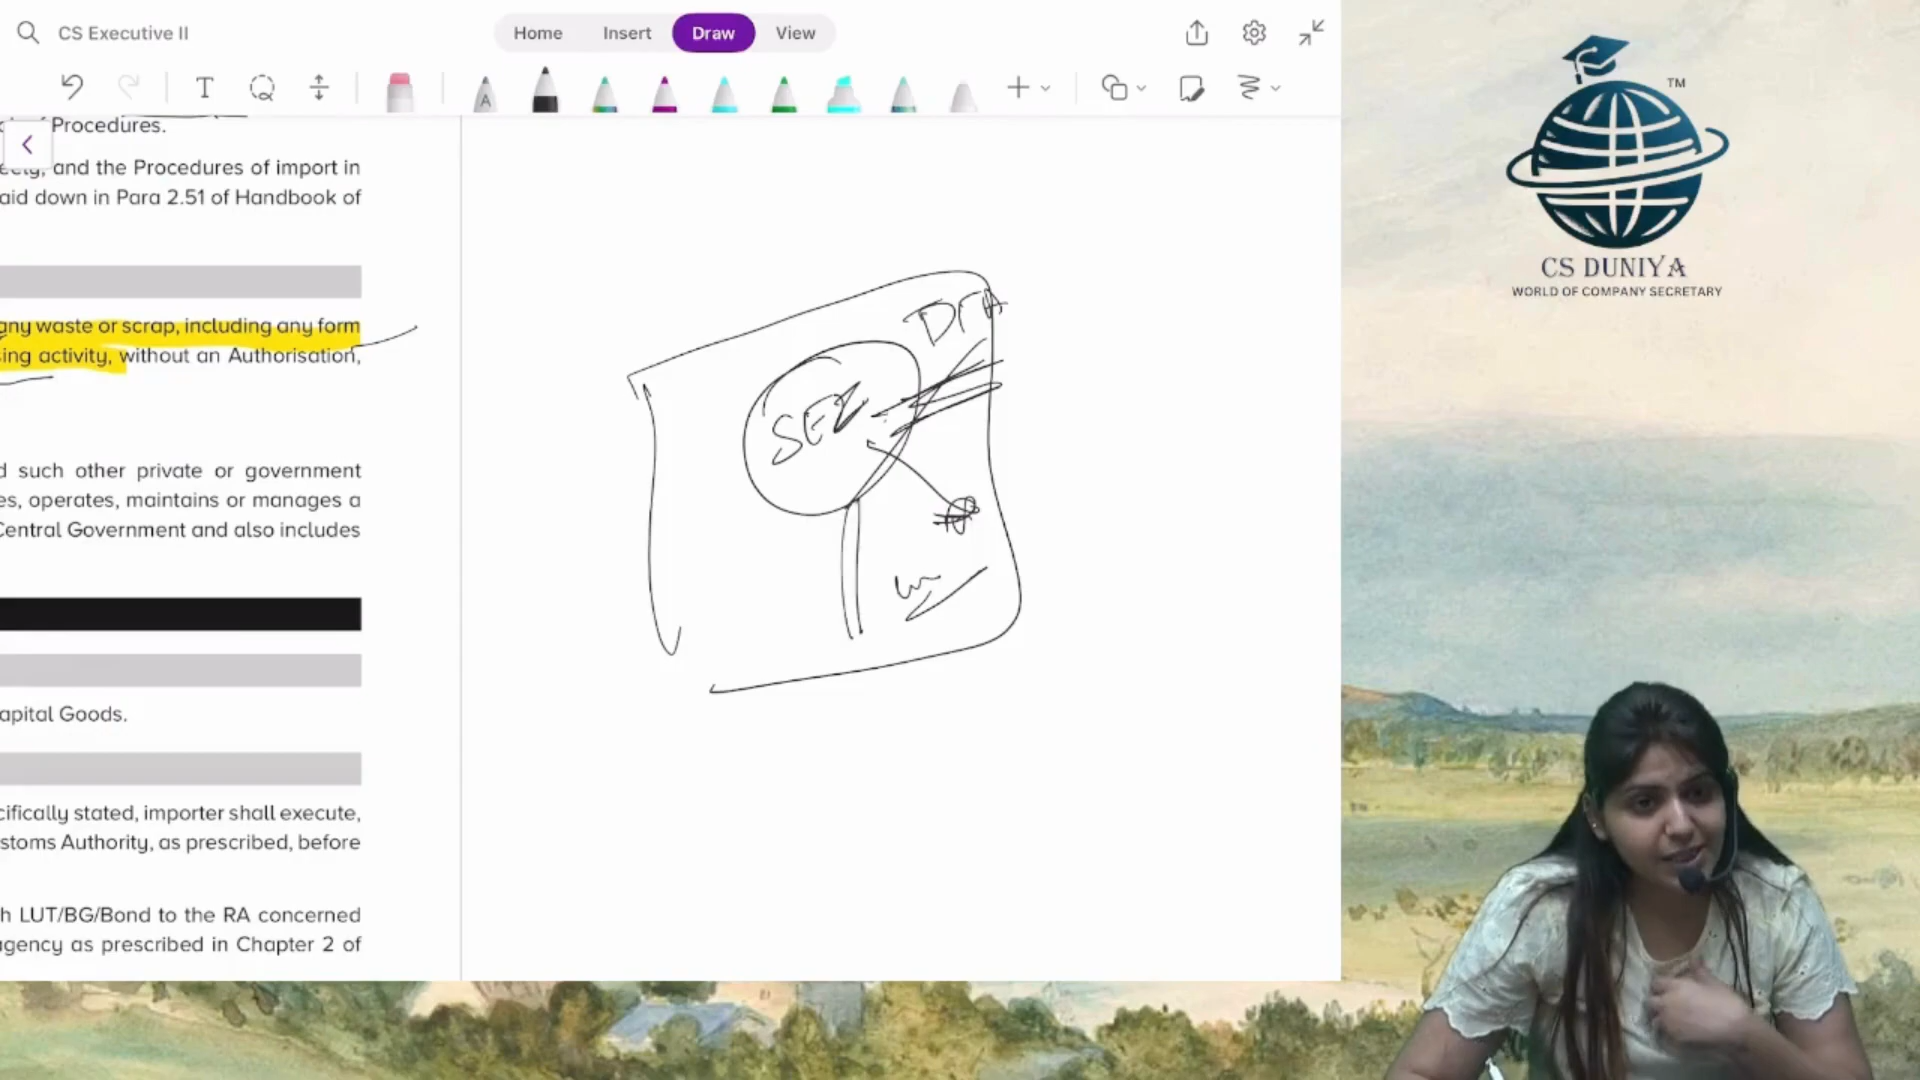 CS Executive II
Home
Insert
Draw
View
Procedures.
and the Procedures of import in
aid down in Para 2.51 of Handbook of
any waste or scrap, including any form
sing activity, without an Authorisation,
d such other private or government
es, operates, maintains or manages a
Central Government and also includes
apital Goods.
cifically stated, importer shall execute,
stoms Authority, as prescribed, before
h LUT/BG/Bond to the RA concerned
agency as prescribed in Chapter 2 of
DTA
SEZ
TM
CS DUNIYA
WORLD OF COMPANY SECRETARY